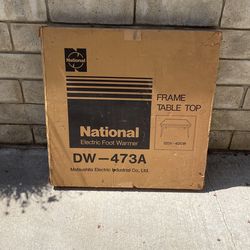 National
FRAME
TABLE TOP
National
Electric Foot Warmer
DW-473A
Matsushita Electric Industrial Co., Ltd.